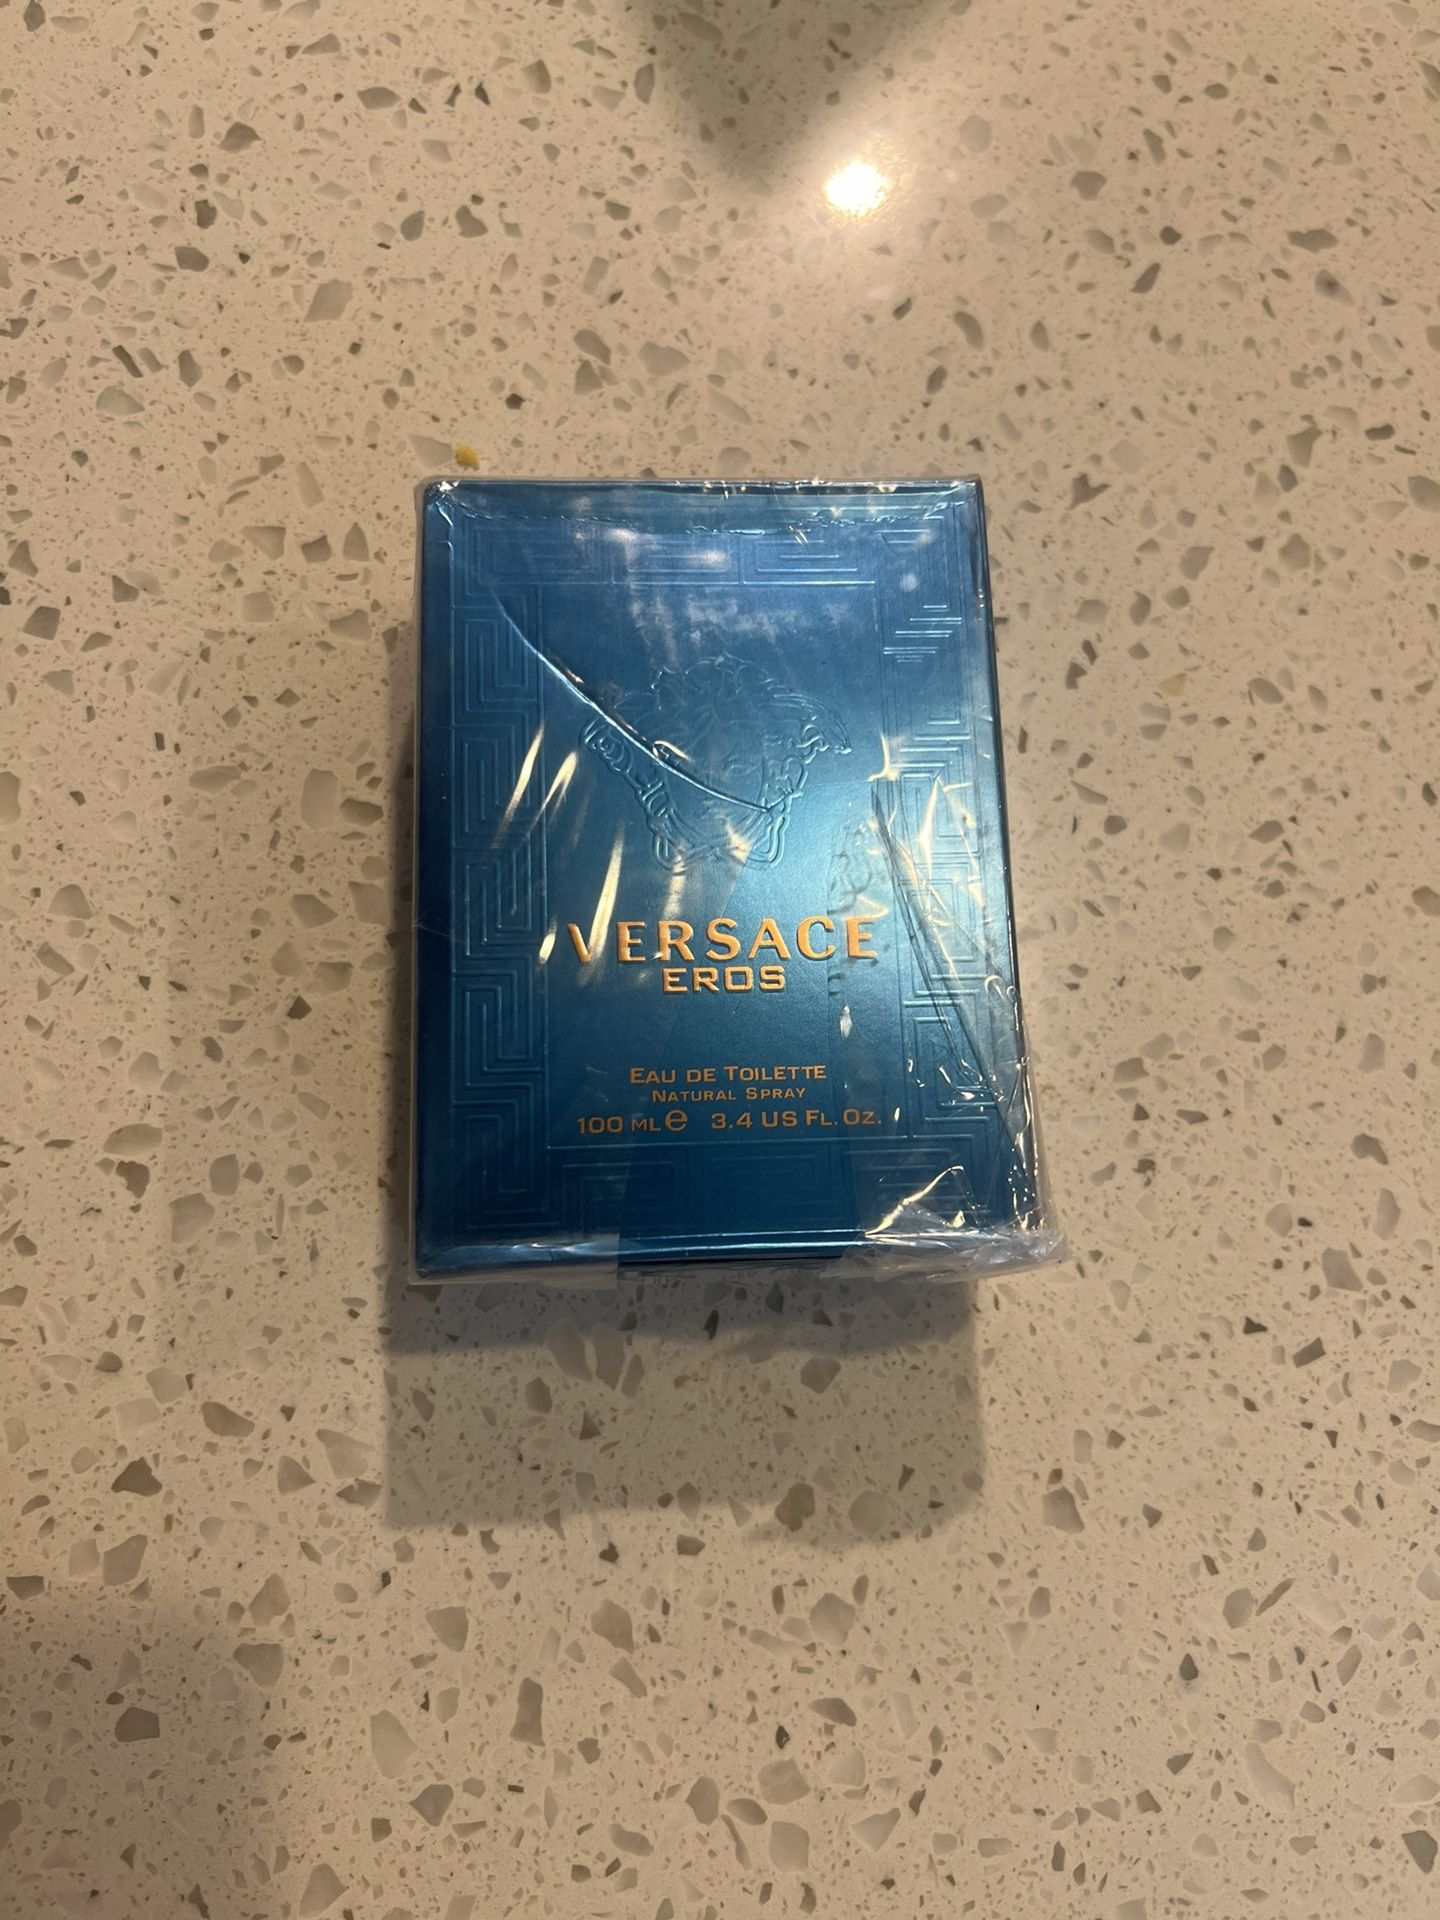 VERSACE
EROS
EAU DE TOILETTE
NATURAL SPRAY
100 ML ℮ 3.4 US FL. OZ.